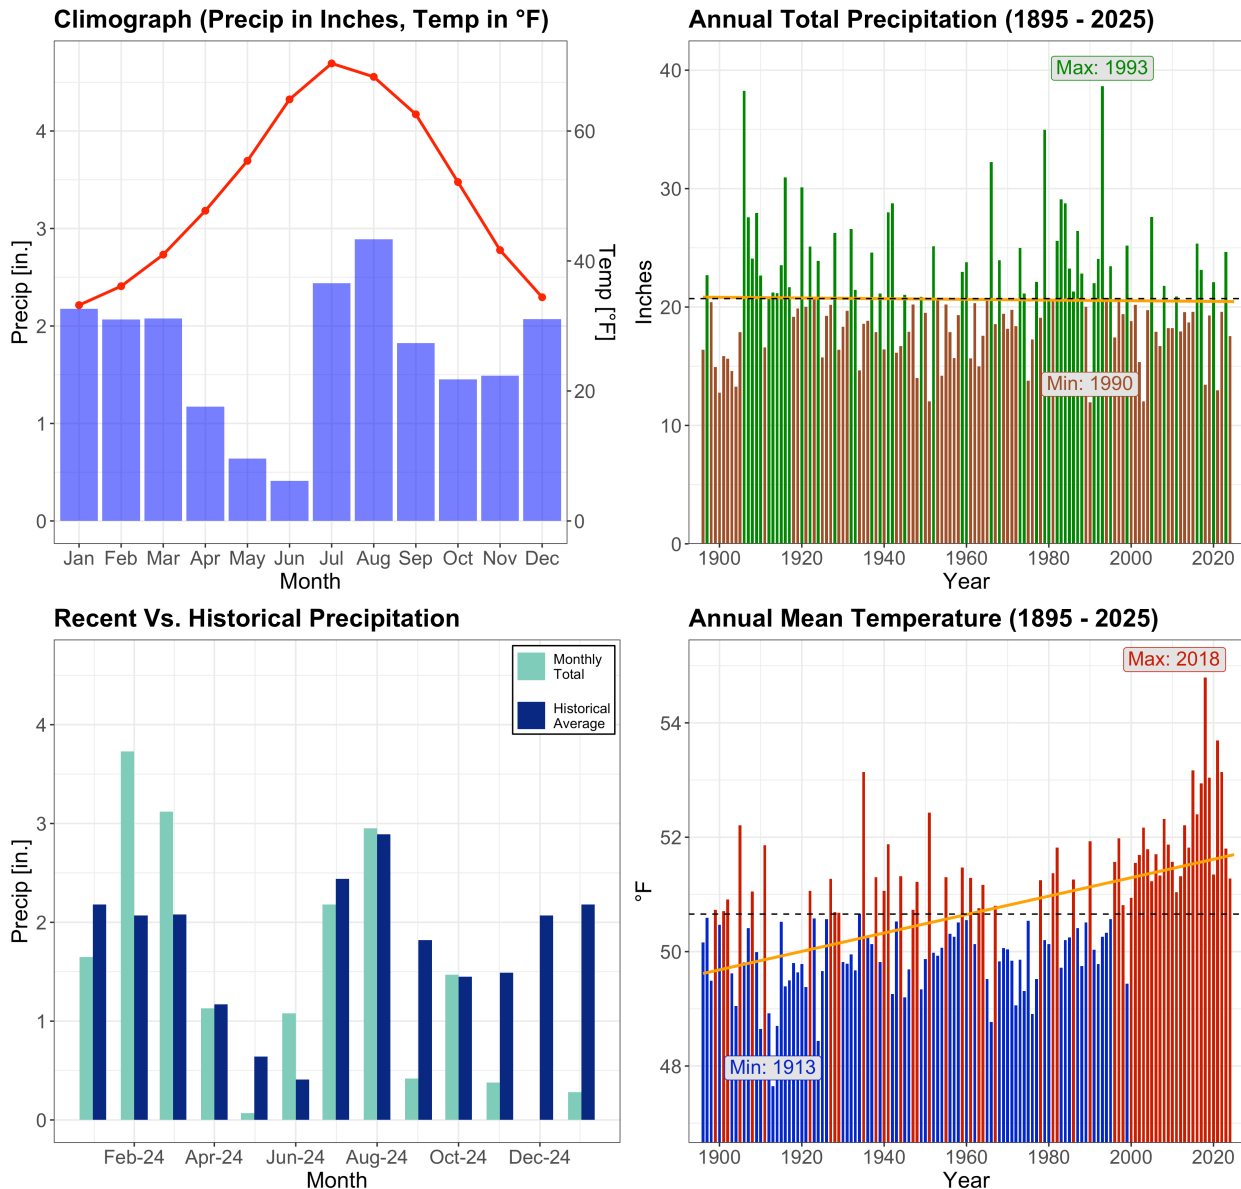 Climograph (Precip in Inches, Temp in °F)
4
3
2
1
0
Precip [in.]
60
40
20
0
Temp [°F]
Jan Feb Mar Apr May Jun Jul Aug Sep Oct Nov Dec
Month
Annual Total Precipitation (1895 - 2025)
Max: 1993
Min: 1990
40
30
20
10
0
Inches
1900 1920 1940 1960 1980 2000 2020
Year
Recent Vs. Historical Precipitation
Monthly
Total
Historical
Average
4
3
2
1
0
Precip [in.]
Feb-24 Apr-24 Jun-24 Aug-24 Oct-24 Dec-24
Month
Annual Mean Temperature (1895 - 2025)
Max: 2018
Min: 1913
54
52
50
48
°F
1900 1920 1940 1960 1980 2000 2020
Year